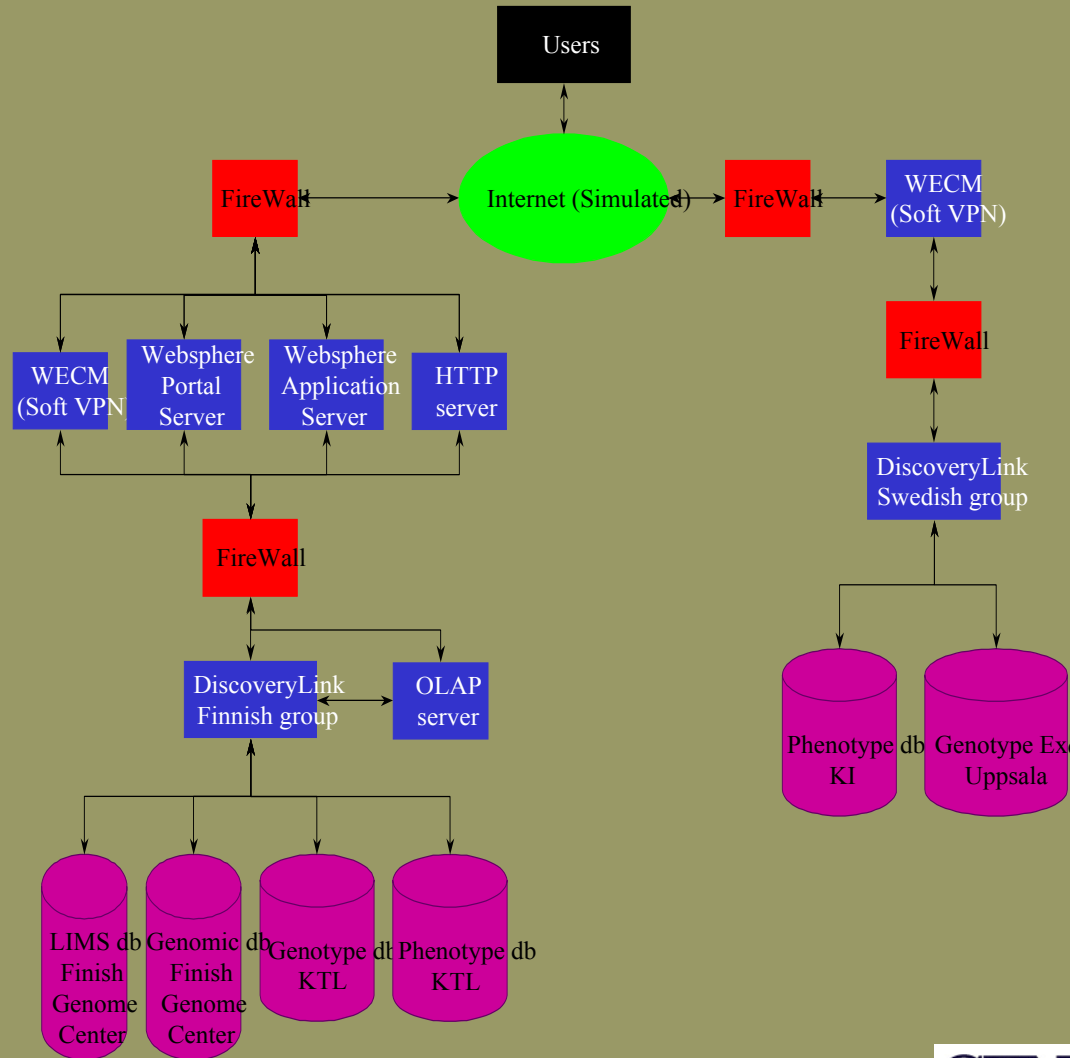 Users
FireWall
Internet (Simulated)
FireWall
WECM
(Soft VPN)
FireWall
WECM
(Soft VPN)
Websphere
Portal
Server
Websphere
Application
Server
HTTP
server
DiscoveryLink
Swedish group
FireWall
DiscoveryLink
Finnish group
OLAP
server
Phenotype db
KI
Genotype
Uppsala
LIMS db
Finish
Genome
Center
Genomic db
Finish
Genome
Center
Genotype db
KTL
Phenotype db
KTL